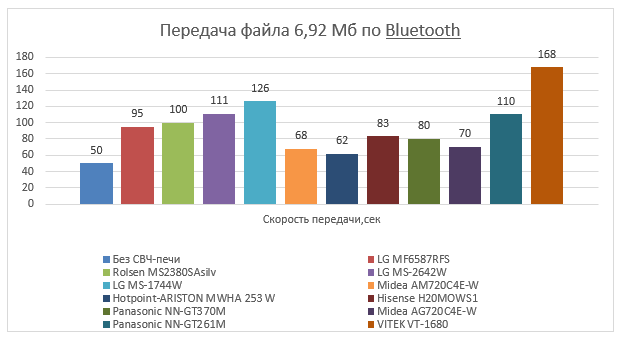 Передача файла 6,92 Мб по Bluetooth
180
160
140
120
100
80
60
40
20
0
50
95
100
111
126
68
62
83
80
70
110
168
Скорость передачи,сек
Без СВЧ-печи
LG MF6587RFS
Rolsen MS2380SAsilv
LG MS-2642W
LG MS-1744W
Midea AM720C4E-W
Hotpoint-ARISTON MWHA 253 W
Hisense H20MOWS1
Panasonic NN-GT370M
Midea AG720C4E-W
Panasonic NN-GT261M
VITEK VT-1680